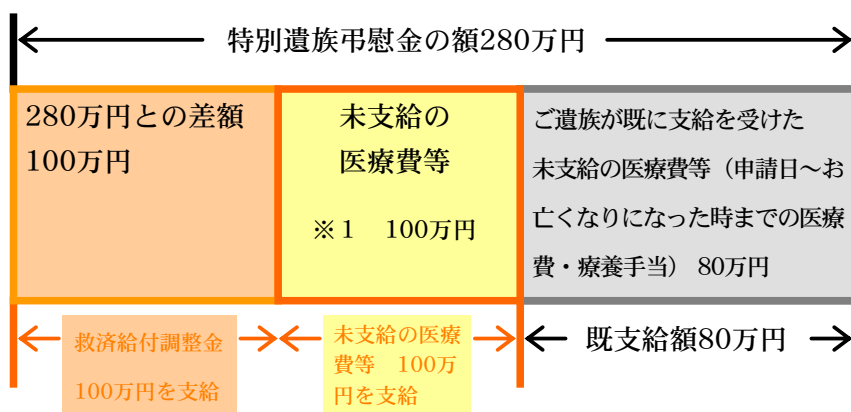 特別遺族弔慰金の額280万円
280万円との差額
100万円
未支給の
医療費等
※1　100万円
ご遺族が既に支給を受けた
未支給の医療費等（申請日～お
亡くなりになった時までの医療
費・療養手当） 80万円
救済給付調整金
100万円を支給
未支給の医療
費等　100万
円を支給
既支給額80万円